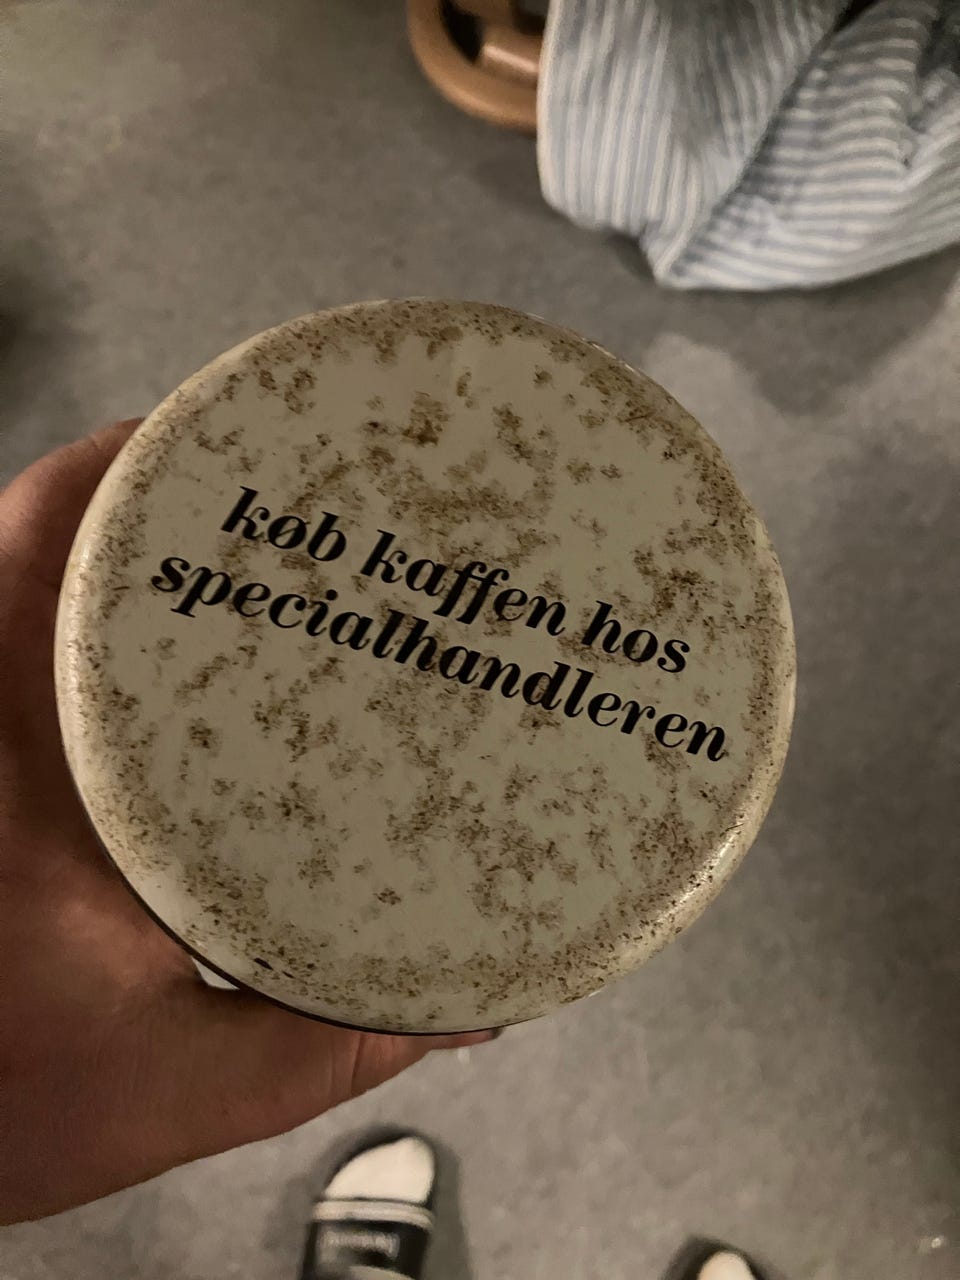 køb kaffen hos
specialhandleren